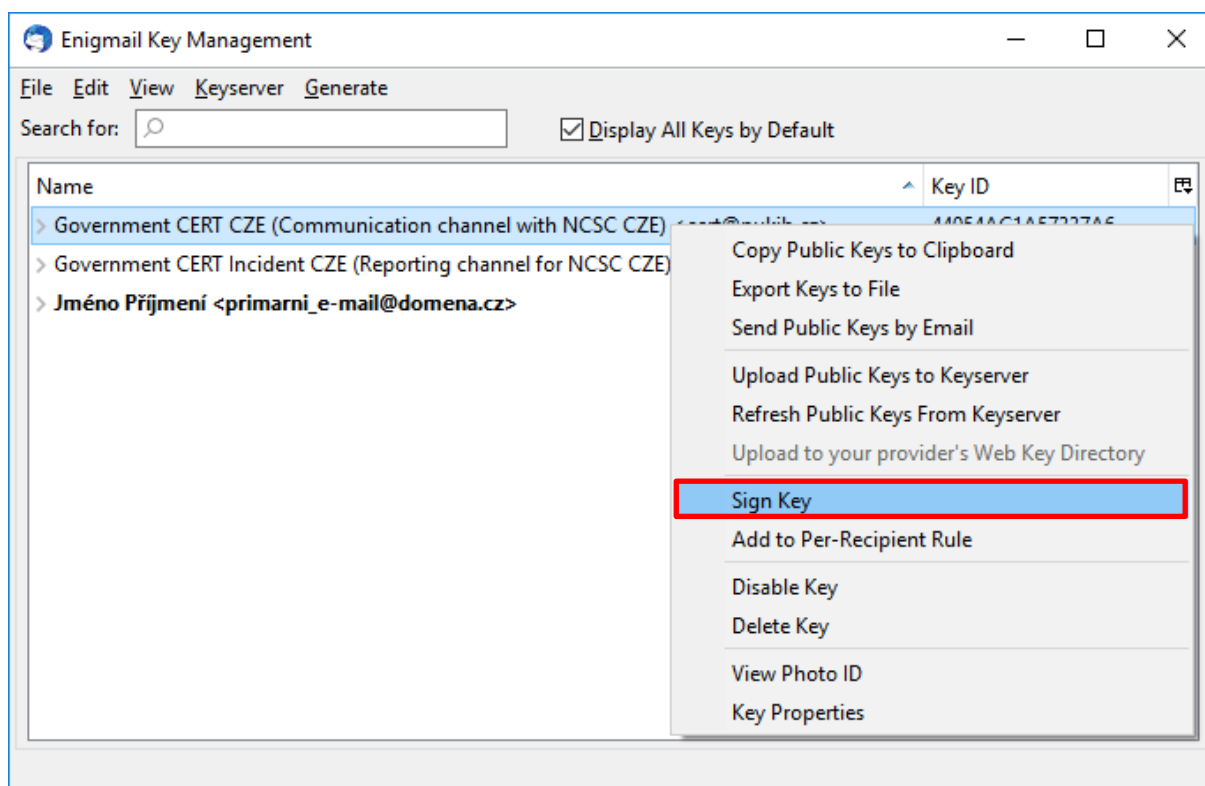 Enigmail Key Management
File Edit View Keyserver Generate
Search for: Display All Keys by Default
Name Key ID
Government CERT CZE (Communication channel with NCSC CZE)
Government CERT Incident CZE (Reporting channel for NCSC CZE)
Jméno Příjmení <primarni_e-mail@domena.cz>
Copy Public Keys to Clipboard
Export Keys to File
Send Public Keys by Email
Upload Public Keys to Keyserver
Refresh Public Keys From Keyserver
Upload to your provider's Web Key Directory
Sign Key
Add to Per-Recipient Rule
Disable Key
Delete Key
View Photo ID
Key Properties